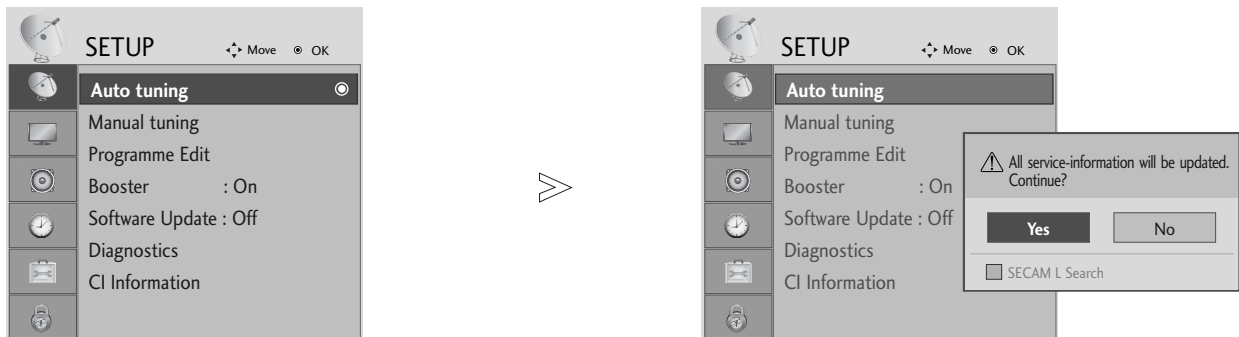 SETUP Move OK
Auto tuning
Manual tuning
Programme Edit
Booster : On
Software Update : Off
Diagnostics
CI Information
SETUP Move OK
Auto tuning
Manual tuning
Programme Edit
Booster : On
Software Update : Off
Diagnostics
CI Information
All service-information will be updated.
Continue?
Yes No
SECAM L Search